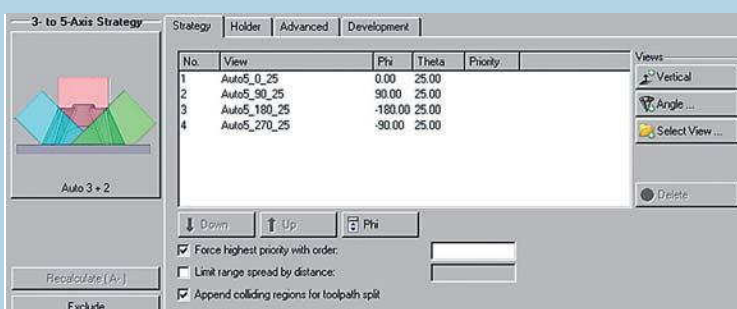 3- to 5-Axis Strategy
Auto 3 + 2
Recalculate (A-)
Exclude
Strategy Holder Advanced Development
No. View Phi Theta Priority
1 Auto5_0_25 0.00 25.00
2 Auto5_90_25 90.00 25.00
3 Auto5_180_25 -180.00 25.00
4 Auto5_270_25 -90.00 25.00
Down Up Phi
Force highest priority with order:
Limit range spread by distance:
Append colliding regions for toolpath split
Views
Vertical
Angle ...
Select View ...
Delete